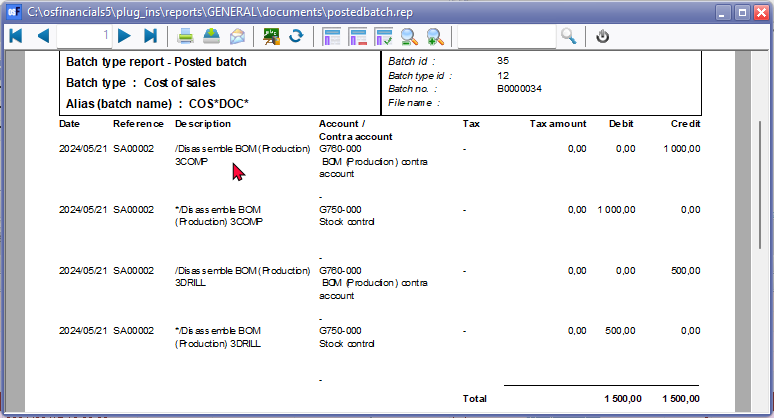 C:\osfinancials5\plug_ins\reports\GENERAL\documents\postedbatch.rep
1
Batch type report - Posted batch
Batch type : Cost of sales
Alias (batch name) : COS*DOC*
Batch id : 35
Batch type id : 12
Batch no. : B0000034
File name :
Date Reference Description Account / Contra account Tax Tax amount Debit Credit
2024/05/21 SA00002 /Disassemble BOM (Production) G760-000 - 0,00 0,00 1 000,00
3COMP BOM (Production) contra
account
-
2024/05/21 SA00002 */Disassemble BOM G750-000 - 0,00 1 000,00 0,00
(Production) 3COMP Stock control
-
2024/05/21 SA00002 /Disassemble BOM (Production) G760-000 - 0,00 0,00 500,00
3DRILL BOM (Production) contra
account
-
2024/05/21 SA00002 */Disassemble BOM G750-000 - 0,00 500,00 0,00
(Production) 3DRILL Stock control
-
Total 1 500,00 1 500,00